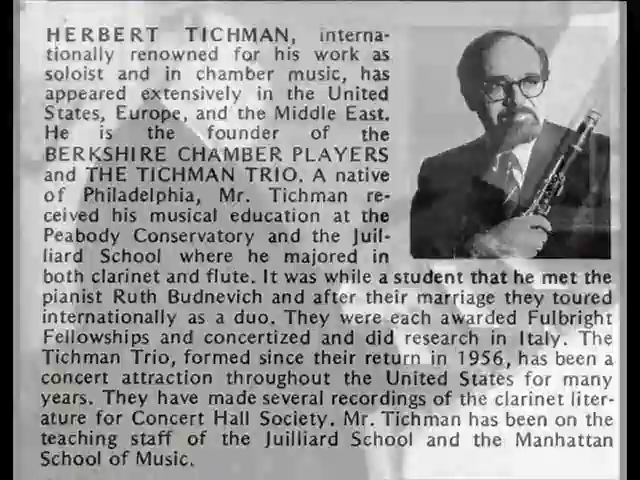 HERBERT TICHMAN, interna-
tionally renowned for his work as
soloist and in chamber music, has
appeared extensively in the United
States, Europe, and the Middle East.
He is the founder of the
BERKSHIRE CHAMBER PLAYERS
and THE TICHMAN TRIO. A native
of Philadelphia, Mr. Tichman re-
ceived his musical education at the
Peabody Conservatory and the Juil-
liard School where he majored in
both clarinet and flute. It was while a student that he met the
pianist Ruth Budnevich and after their marriage they toured
internationally as a duo. They were each awarded Fulbright
Fellowships and concertized and did research in Italy. The
Tichman Trio, formed since their return in 1956, has been a
concert attraction throughout the United States for many
years. They have made several recordings of the clarinet liter-
ature for Concert Hall Society. Mr. Tichman has been on the
teaching staff of the Juilliard School and the Manhattan
School of Music.